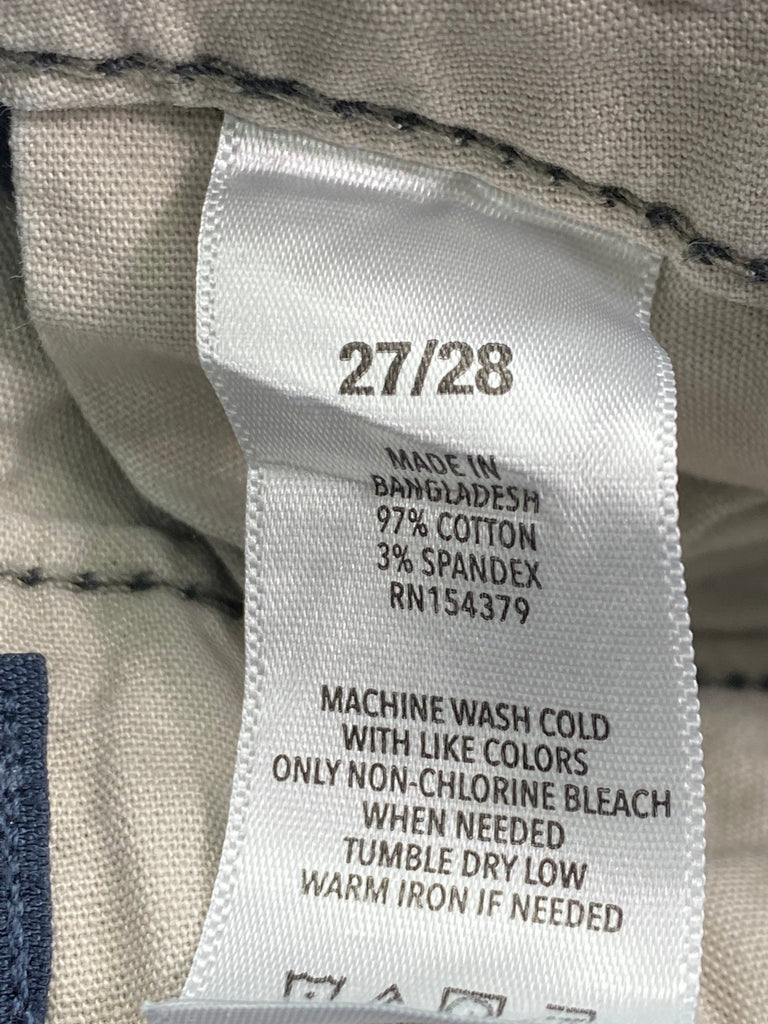 27/28
MADE IN
BANGLADESH
97% COTTON
3% SPANDEX
RN154379
MACHINE WASH COLD
WITH LIKE COLORS
ONLY NON-CHLORINE BLEACH
WHEN NEEDED
TUMBLE DRY LOW
WARM IRON IF NEEDED